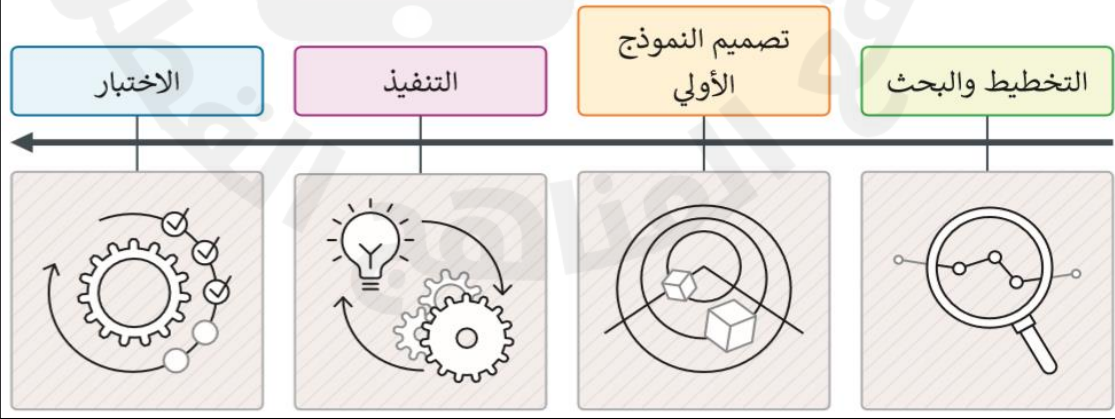 التخطيط والبحث
تصميم النموذج
الأولي
التنفيذ
الاختبار